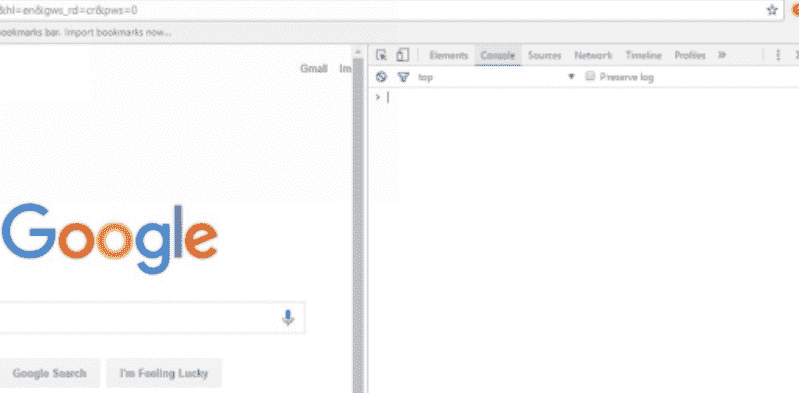 &hl=en&gws_rd=cr&pws=0
bookmarks bar. Import bookmarks now...
Gmail Im
Elements Console Sources Network Timeline Profiles »
top Preserve log
>
Google
Google Search I'm Feeling Lucky